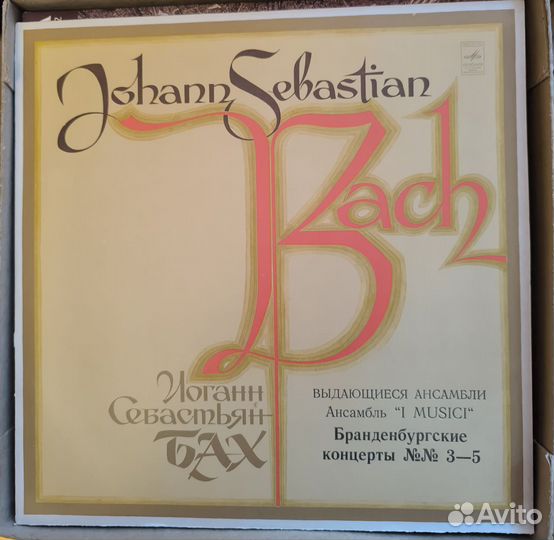 Johann Sebastian
Bach
Иоганн
Себастьян
БАХ
ВЫДАЮЩИЕСЯ АНСАМБЛИ
Ансамбль "I MUSICI"
Бранденбургские
концерты №№ 3—5
Avito